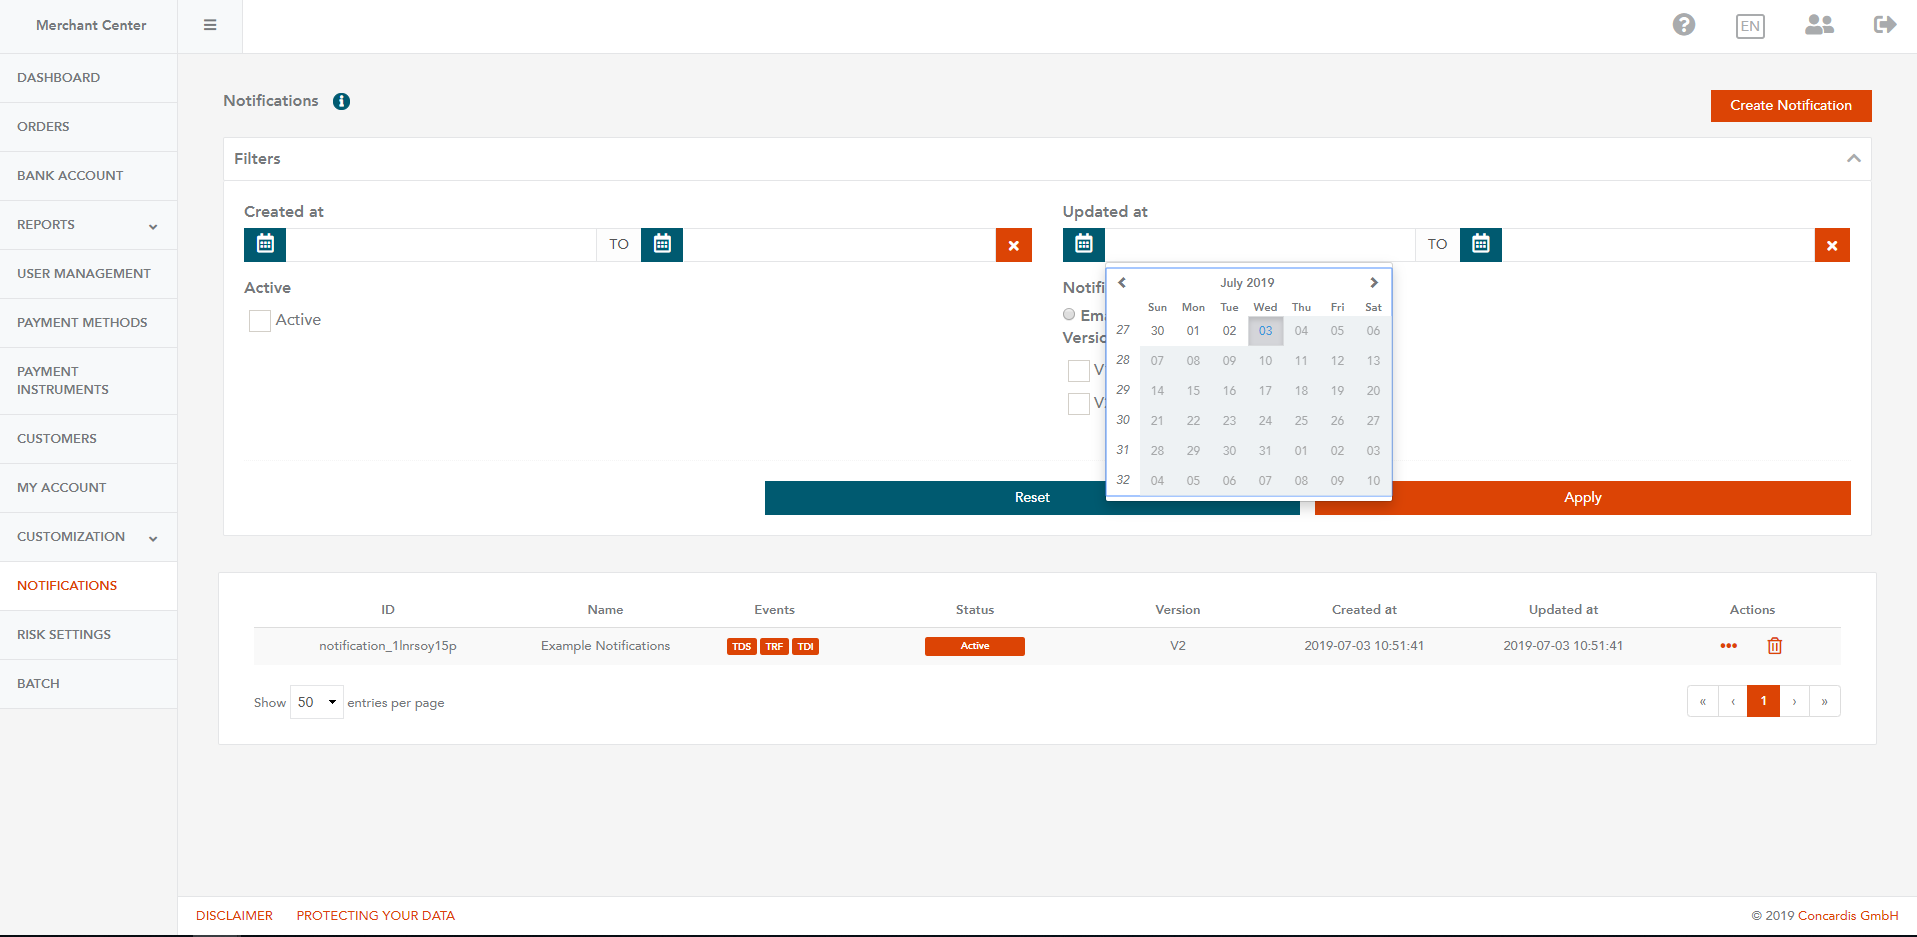 Merchant Center
EN
DASHBOARD
ORDERS
BANK ACCOUNT
REPORTS
USER MANAGEMENT
PAYMENT METHODS
PAYMENT
INSTRUMENTS
CUSTOMERS
MY ACCOUNT
CUSTOMIZATION
NOTIFICATIONS
RISK SETTINGS
BATCH
Notifications
Create Notification
Filters
Created at
TO
Updated at
TO
Active
Active
July 2019
Sun Mon Tue Wed Thu Fri Sat
27 30 01 02 03 04 05 06
28 07 08 09 10 11 12 13
29 14 15 16 17 18 19 20
30 21 22 23 24 25 26 27
31 28 29 30 31 01 02 03
32 04 05 06 07 08 09 10
Reset
Apply
ID Name Events Status Version Created at Updated at Actions
notification_1lnrsoy15p Example Notifications TDS TRF TDI Active V2 2019-07-03 10:51:41 2019-07-03 10:51:41
Show 50 entries per page
« ‹ 1 › »
DISCLAIMER PROTECTING YOUR DATA
© 2019 Concardis GmbH